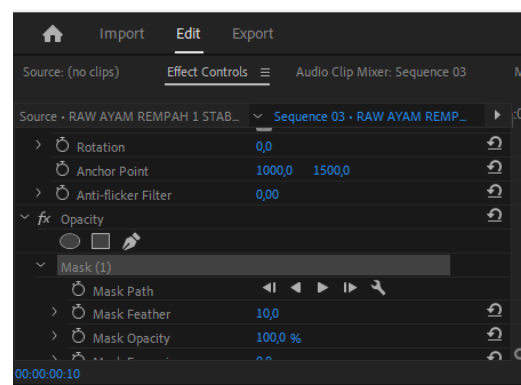 Import Edit Export
Source: (no clips) Effect Controls Audio Clip Mixer: Sequence 03
Source • RAW AYAM REMPAH 1 STAB... Sequence 03 • RAW AYAM REMP...
Rotation 0,0
Anchor Point 1000,0 1500,0
Anti-flicker Filter 0,00
fx Opacity
Mask (1)
Mask Path
Mask Feather 10,0
Mask Opacity 100,0 %
00:00:00:10